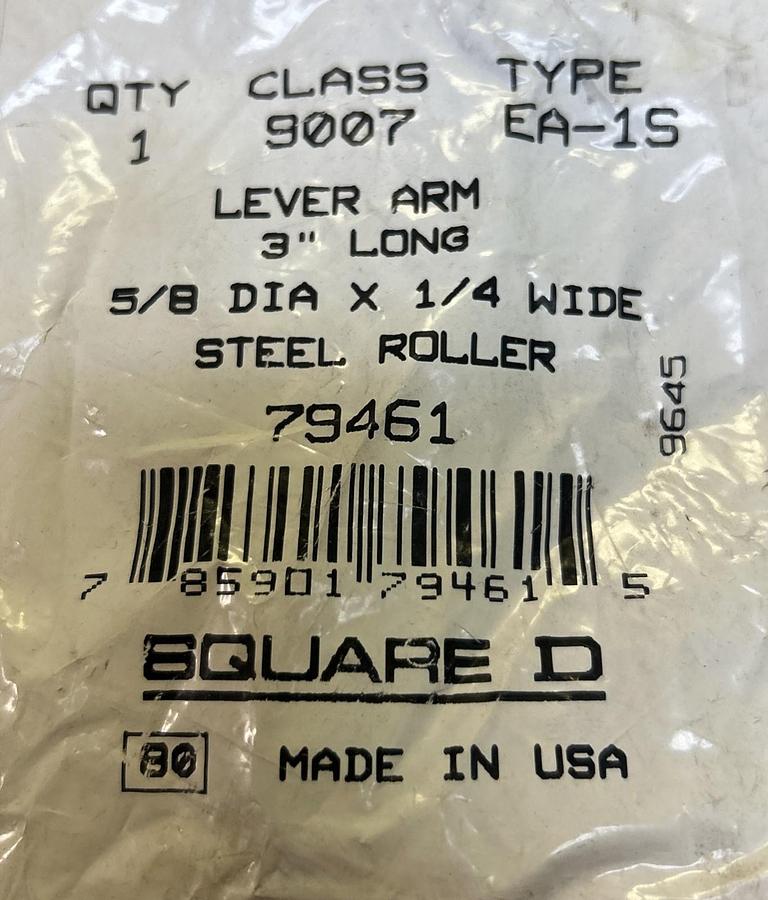 QTY CLASS TYPE
1 9007 EA-1S
LEVER ARM
3" LONG
5/8 DIA X 1/4 WIDE
STEEL ROLLER
9645
79461
7 85901 79461 5
SQUARE D
MADE IN USA